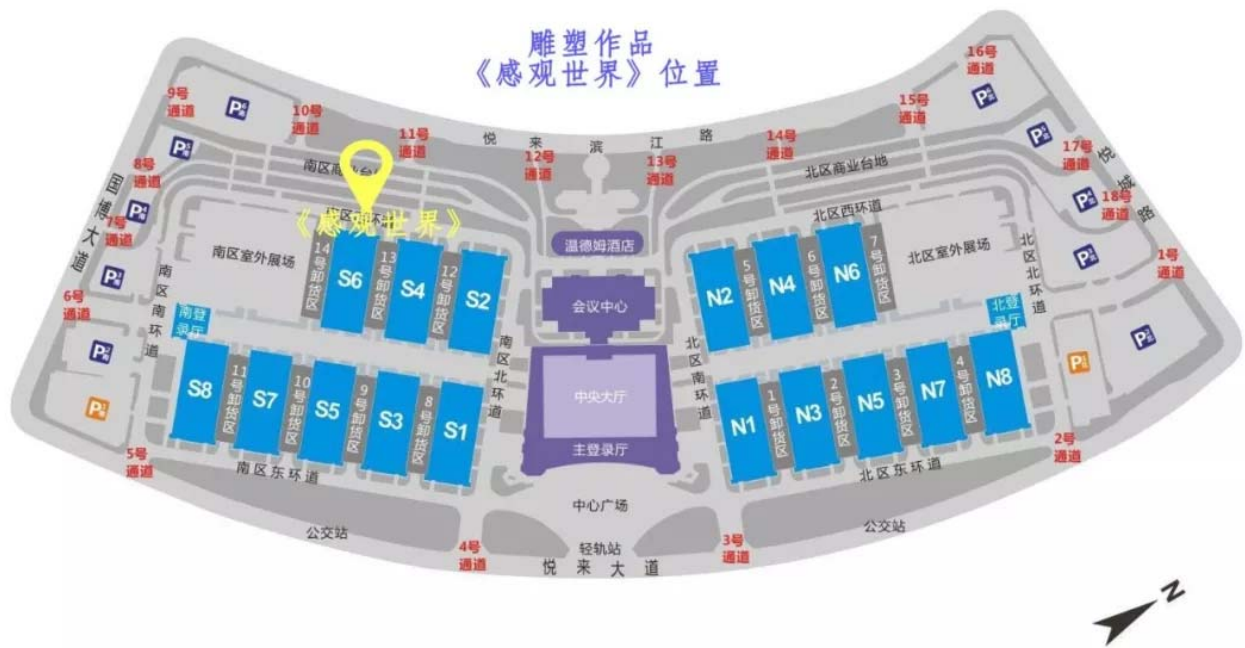 雕塑作品
《感观世界》位置
16号
通道
9号
通道
10号
通道
11号
通道
悦来滨江路
12号
通道
13号
通道
14号
通道
15号
通道
17号
通道
悦城路
18号
通道
8号
通道
7号
通道
国博大道
6号
通道
1号
通道
南区商业台
北区商业台地
《感观世界》
北区西环道
南区室外展场
北区室外展场
14号卸货区
S6
13号卸货区
S4
12号卸货区
S2
温德姆酒店
会议中心
N2
5号卸货区
N4
6号卸货区
N6
7号卸货区
北区北环道
南区南环道
南登
录厅
北登
录厅
南区北环道
北区南环道
S8
11号卸货区
S7
10号卸货区
S5
9号卸货区
S3
8号卸货区
S1
中央大厅
主登录厅
N1
1号卸货区
N3
2号卸货区
N5
3号卸货区
N7
4号卸货区
N8
5号
通道
2号
通道
南区东环道
北区东环道
中心广场
公交站
公交站
4号
通道
轻轨站
3号
通道
悦来大道
P
P
P
P
P
P
P
P
P
P
P
P
N